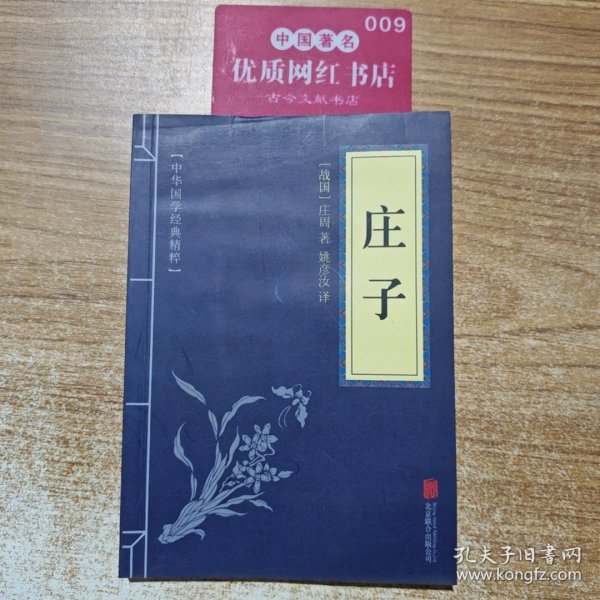 009
中国著名
优质网红书店
古今文献书店
庄子
[战国]庄周 著 姚彦汝 译
【中华国学经典精粹】
北京联合出版公司
孔夫子旧书网
www.kongfz.com